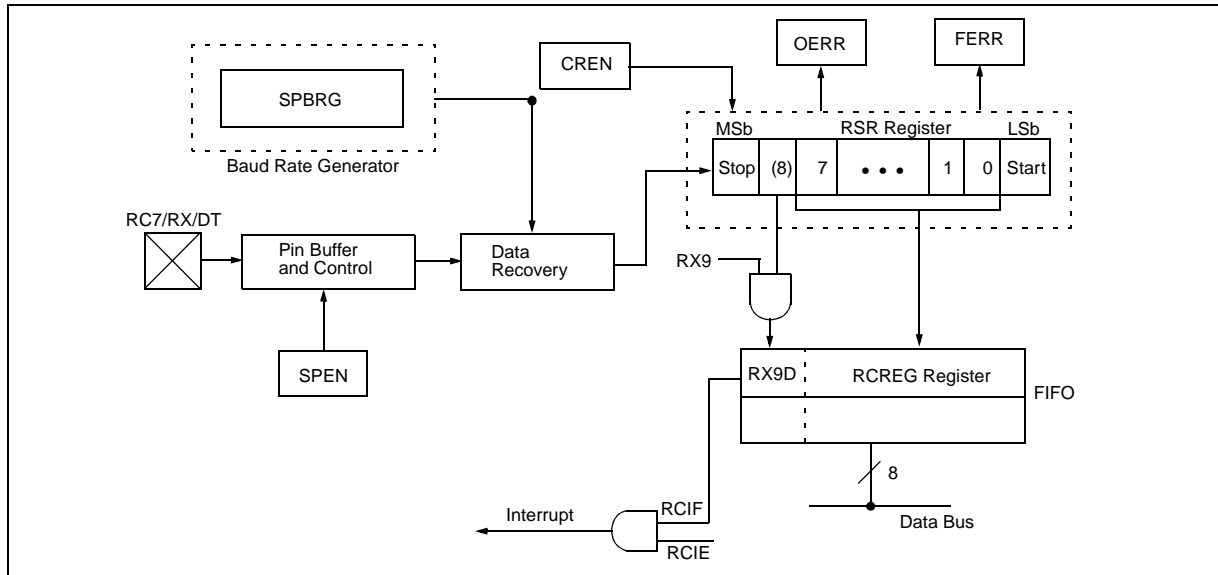 OERR
FERR
CREN
SPBRG
Baud Rate Generator
MSb RSR Register LSb
Stop (8) 7 • • • 1 0 Start
RC7/RX/DT
Pin Buffer
and Control
Data
Recovery
RX9
SPEN
RX9D RCREG Register
FIFO
8
Data Bus
Interrupt
RCIF
RCIE